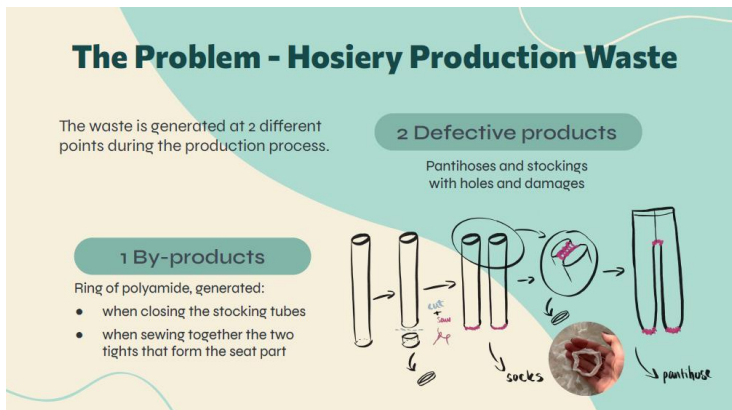 The Problem - Hosiery Production Waste
The waste is generated at 2 different
points during the production process.
2 Defective products
Pantihoses and stockings
with holes and damages
1 By-products
Ring of polyamide, generated:
● when closing the stocking tubes
● when sewing together the two
tights that form the seat part
cut
+
sew
socks
pantihose